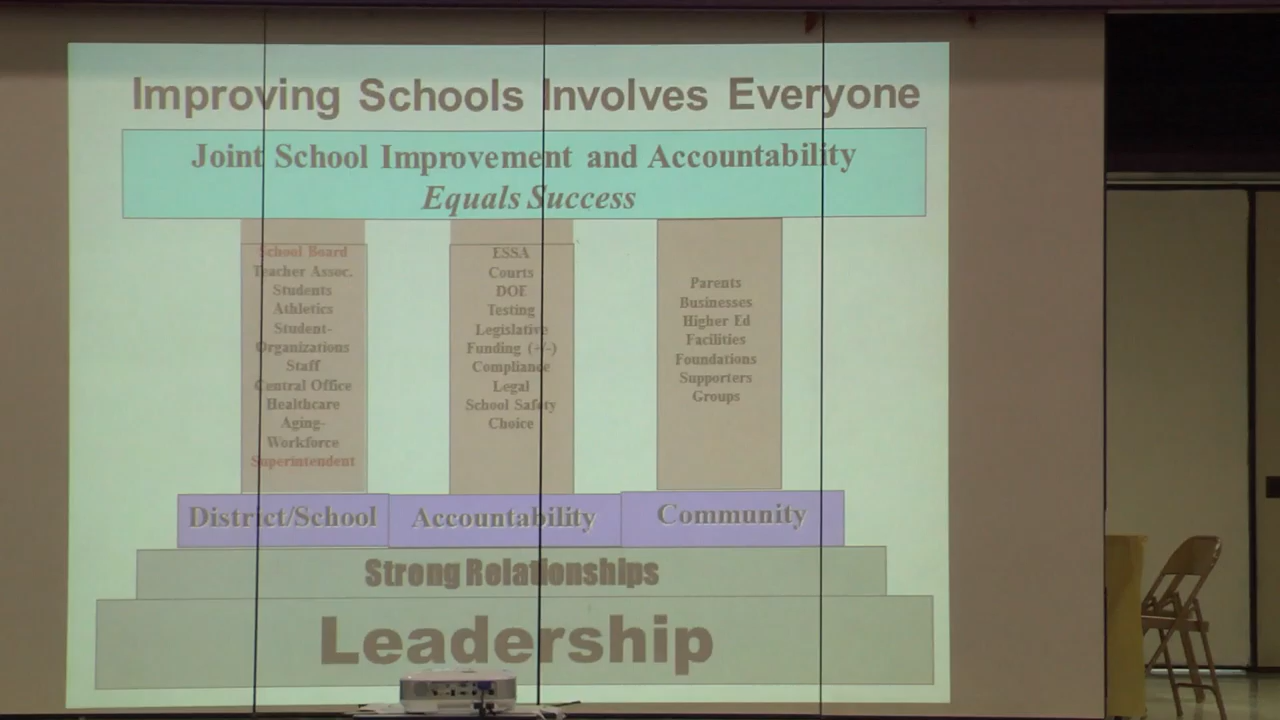 Improving Schools Involves Everyone
Joint School Improvement and Accountability
Equals Success
School Board
Teacher Assoc.
Students
Athletics
Student-
Organizations
Staff
Central Office
Healthcare
Aging-
Workforce
Superintendent
ESSA
Courts
DOE
Testing
Legislative
Funding (+/-)
Compliance
Legal
School Safety
Choice
Parents
Businesses
Higher Ed
Facilities
Foundations
Supporters
Groups
District/School
Accountability
Community
Strong Relationships
Leadership